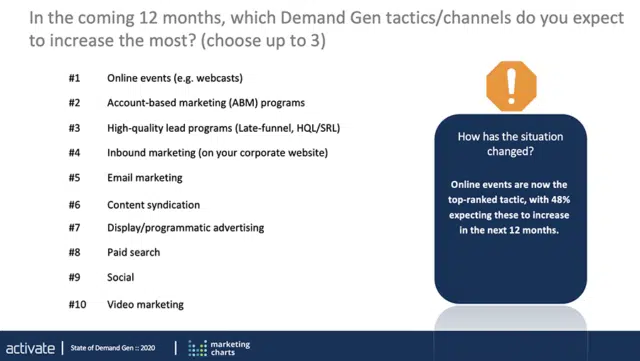 In the coming 12 months, which Demand Gen tactics/channels do you expect
to increase the most? (choose up to 3)
#1 Online events (e.g. webcasts)
#2 Account-based marketing (ABM) programs
#3 High-quality lead programs (Late-funnel, HQL/SRL)
#4 Inbound marketing (on your corporate website)
#5 Email marketing
#6 Content syndication
#7 Display/programmatic advertising
#8 Paid search
#9 Social
#10 Video marketing
!
How has the situation
changed?
Online events are now the
top-ranked tactic, with 48%
expecting these to increase
in the next 12 months.
activate | State of Demand Gen :: 2020 | marketing
charts